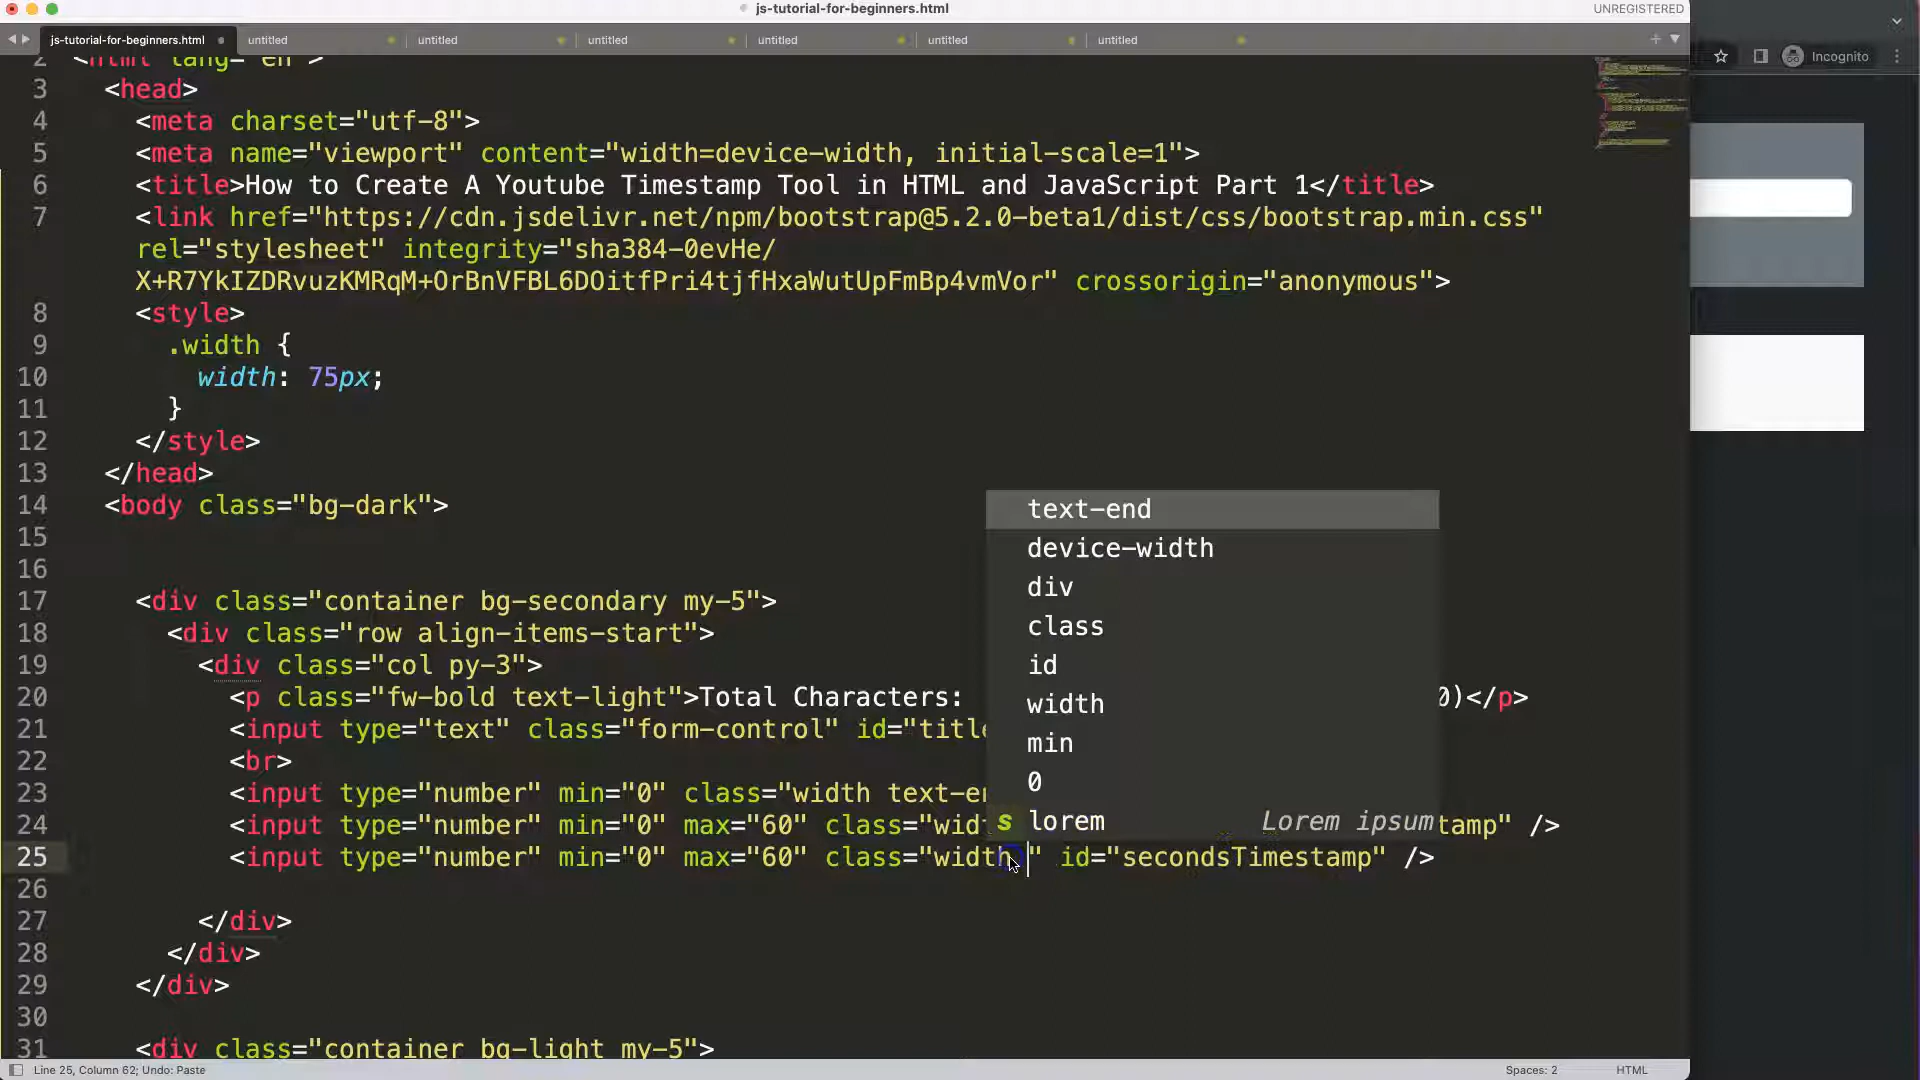 js-tutorial-for-beginners.html
UNREGISTERED
js-tutorial-for-beginners.html untitled untitled untitled untitled untitled untitled
Incognito
2 <html lang="en">
3 <head>
4 <meta charset="utf-8">
5 <meta name="viewport" content="width=device-width, initial-scale=1">
6 <title>How to Create A Youtube Timestamp Tool in HTML and JavaScript Part 1</title>
7 <link href="https://cdn.jsdelivr.net/npm/bootstrap@5.2.0-beta1/dist/css/bootstrap.min.css"
rel="stylesheet" integrity="sha384-0evHe/
X+R7YkIZDRvuzKMRqM+OrBnVFBL6DOitfPri4tjfHxaWutUpFmBp4vmVor" crossorigin="anonymous">
8 <style>
9 .width {
10 width: 75px;
11 }
12 </style>
13 </head>
14 <body class="bg-dark">
15
16
17 <div class="container bg-secondary my-5">
18 <div class="row align-items-start">
19 <div class="col py-3">
20 <p class="fw-bold text-light">Total Characters: 0)</p>
21 <input type="text" class="form-control" id="title
22 <br>
23 <input type="number" min="0" class="width text-en
24 <input type="number" min="0" max="60" class="widt tamp" />
25 <input type="number" min="0" max="60" class="width " id="secondsTimestamp" />
26
27 </div>
28 </div>
29 </div>
30
31 <div class="container bg-light my-5">
text-end
device-width
div
class
id
width
min
0
s lorem Lorem ipsum
Line 25, Column 62; Undo: Paste
Spaces: 2
HTML